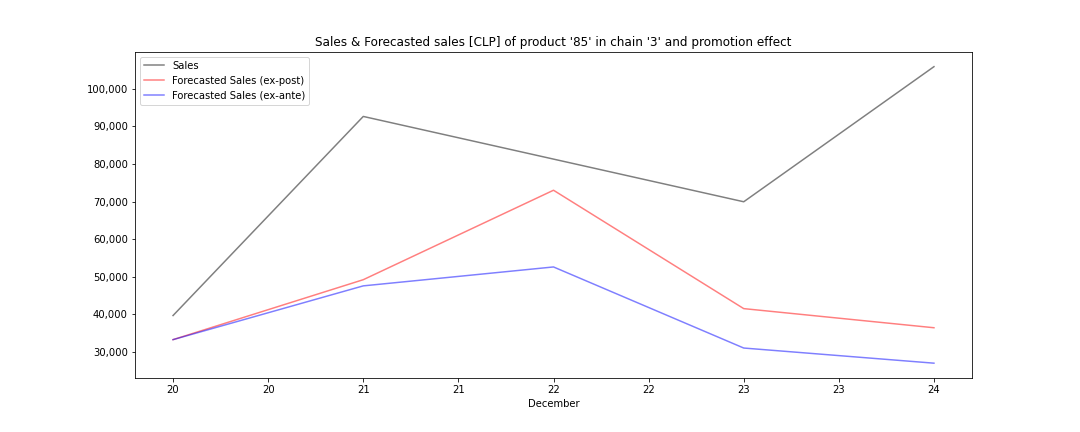 Sales & Forecasted sales [CLP] of product '85' in chain '3' and promotion effect
Sales
Forecasted Sales (ex-post)
Forecasted Sales (ex-ante)
100,000
90,000
80,000
70,000
60,000
50,000
40,000
30,000
20 20 21 21 22 22 23 23 24
December